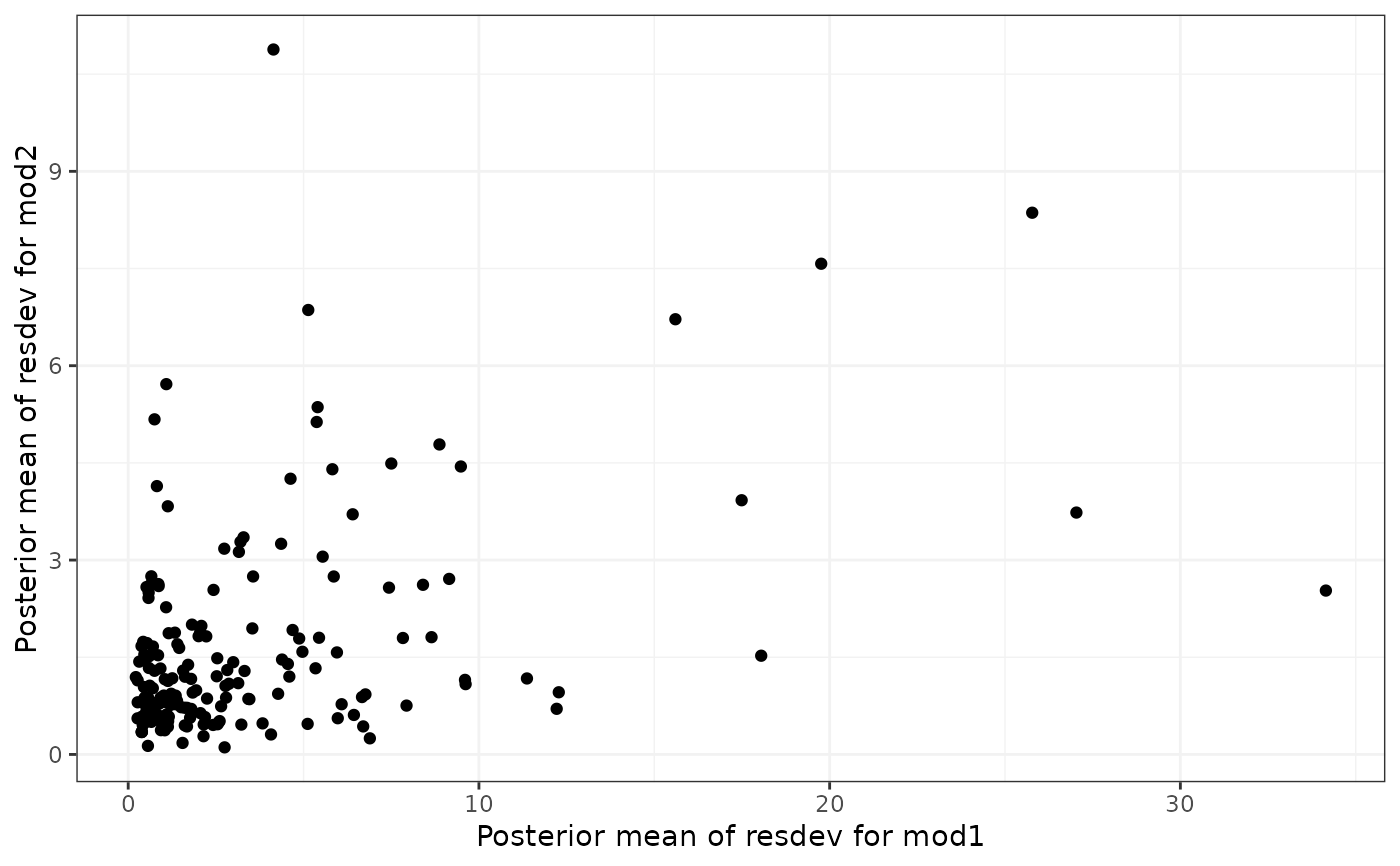 Posterior mean of resdev for mod2
9
6
3
0
0 10 20 30
Posterior mean of resdev for mod1